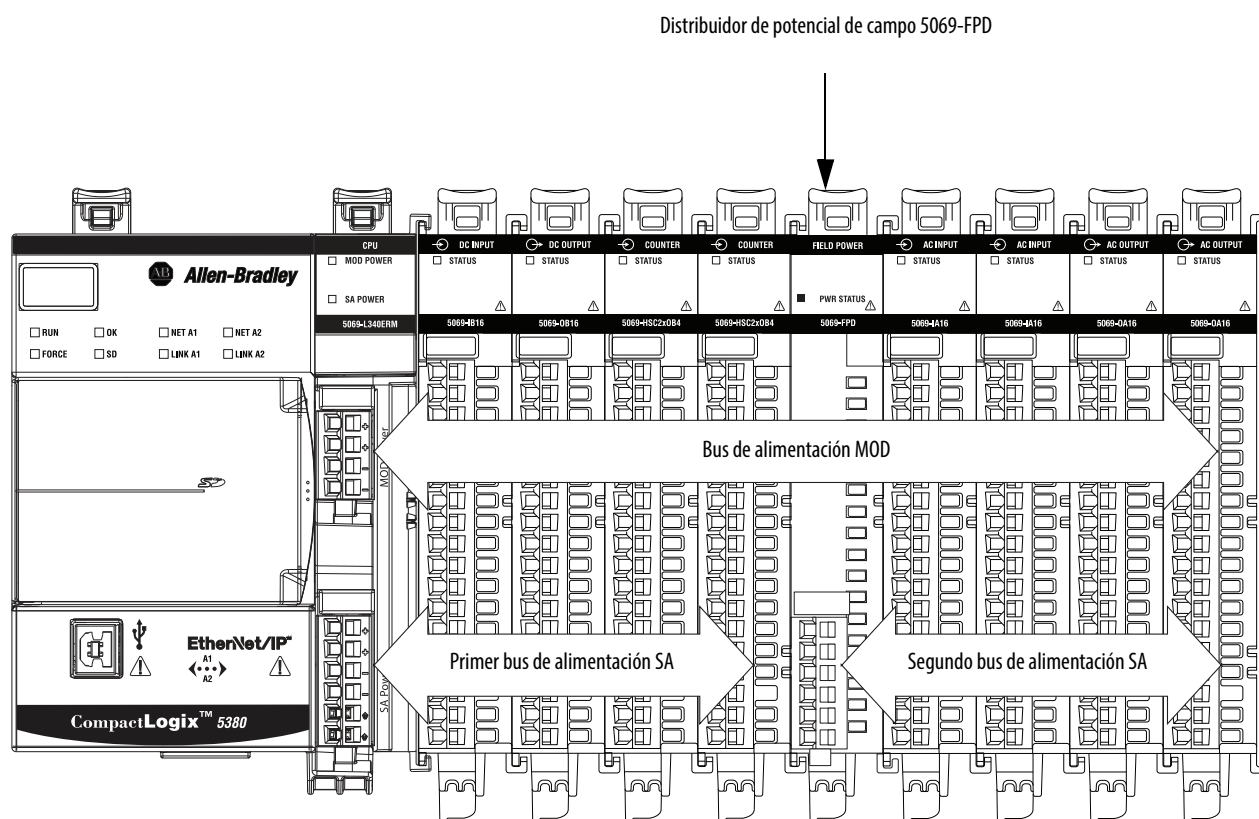 Distribuidor de potencial de campo 5069-FPD
CPU
DC INPUT
DC OUTPUT
COUNTER
COUNTER
FIELD POWER
AC INPUT
AC INPUT
AC OUTPUT
AC OUTPUT
AB Allen-Bradley
MOD POWER
STATUS
STATUS
STATUS
STATUS
STATUS
STATUS
STATUS
STATUS
SA POWER
PWR STATUS
5069-L340ERM
5069-IB16
5069-OB16
5069-HSC2xOB4
5069-HSC2xOB4
5069-FPD
5069-IA16
5069-IA16
5069-OA16
5069-OA16
RUN
OK
NET A1
NET A2
FORCE
SD
LINK A1
LINK A2
Bus de alimentación MOD
SD
EtherNet/IP
A1
A2
Primer bus de alimentación SA
Segundo bus de alimentación SA
CompactLogix™ 5380